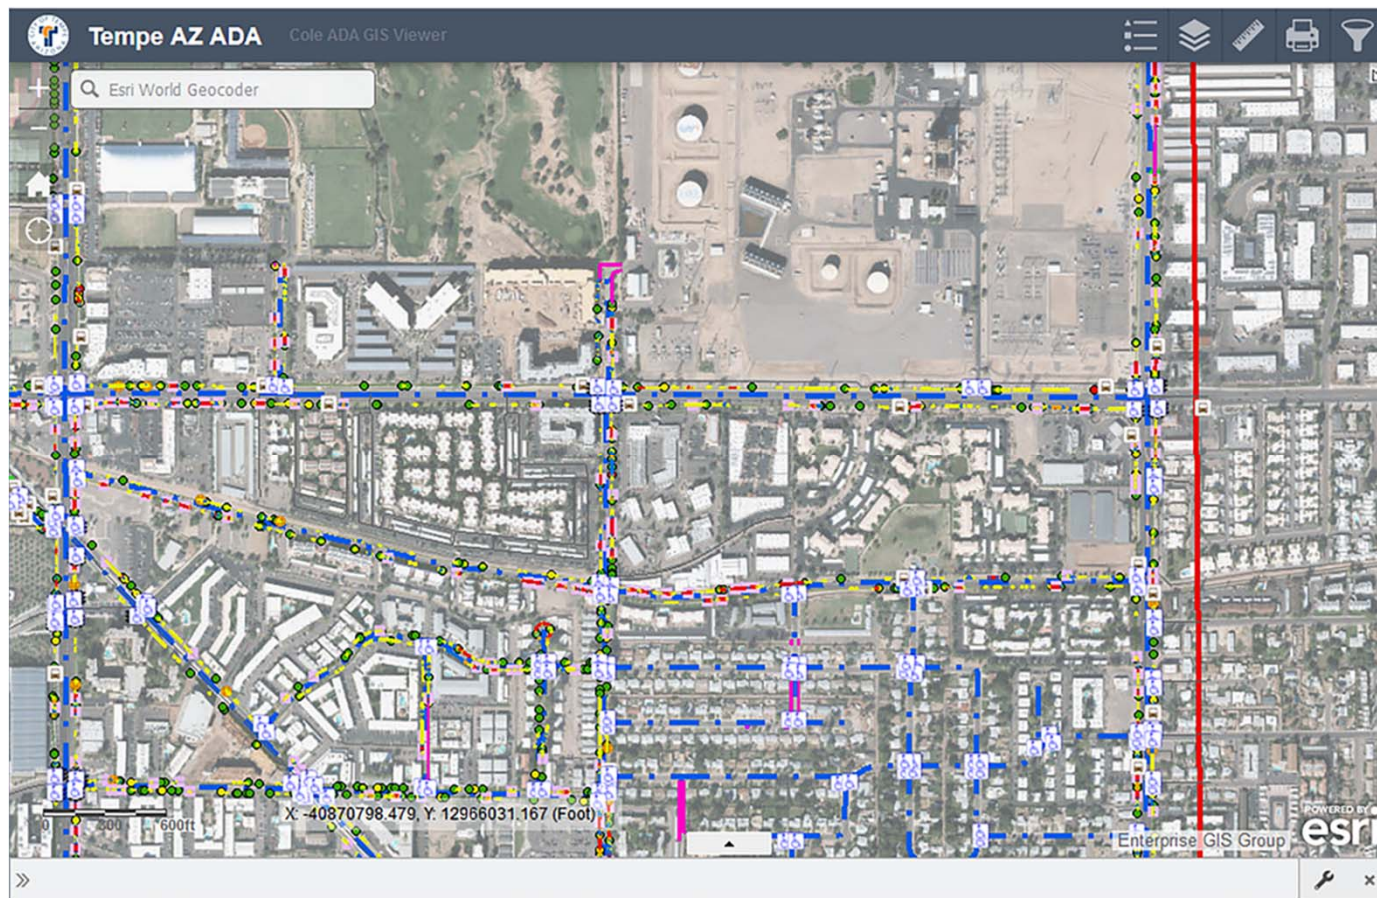 Tempe AZ ADA
Cole ADA GIS Viewer
Esri World Geocoder
X: -40870798.479, Y: 12966031.167 (Foot)
0 300 600ft
Enterprise GIS Group
POWERED BY
esri